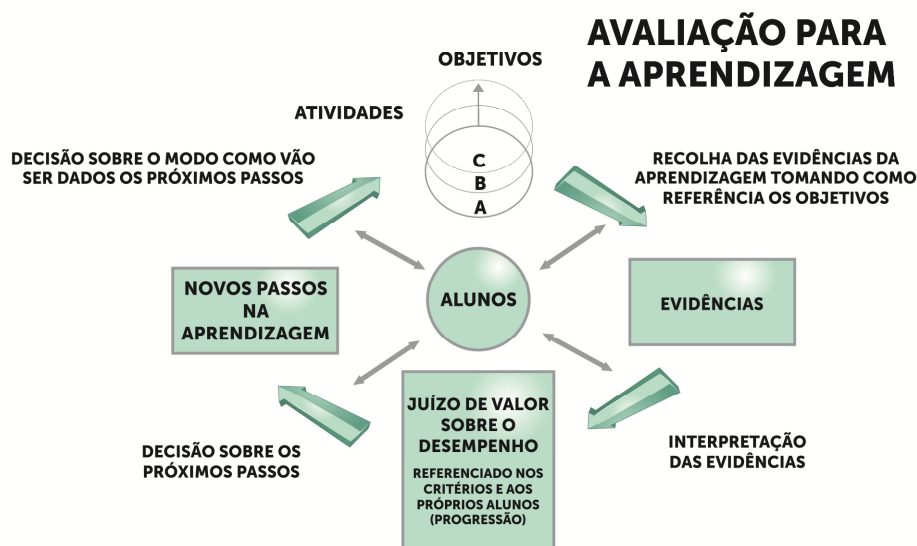 AVALIAÇÃO PARA
A APRENDIZAGEM
OBJETIVOS
ATIVIDADES
C
B
A
DECISÃO SOBRE O MODO COMO VÃO
SER DADOS OS PRÓXIMOS PASSOS
RECOLHA DAS EVIDÊNCIAS DA
APRENDIZAGEM TOMANDO COMO
REFERÊNCIA OS OBJETIVOS
NOVOS PASSOS
NA
APRENDIZAGEM
ALUNOS
EVIDÊNCIAS
JUÍZO DE VALOR
SOBRE O
DESEMPENHO
REFERENCIADO NOS
CRITÉRIOS E AOS
PRÓPRIOS ALUNOS
(PROGRESSÃO)
DECISÃO SOBRE OS
PRÓXIMOS PASSOS
INTERPRETAÇÃO
DAS EVIDÊNCIAS